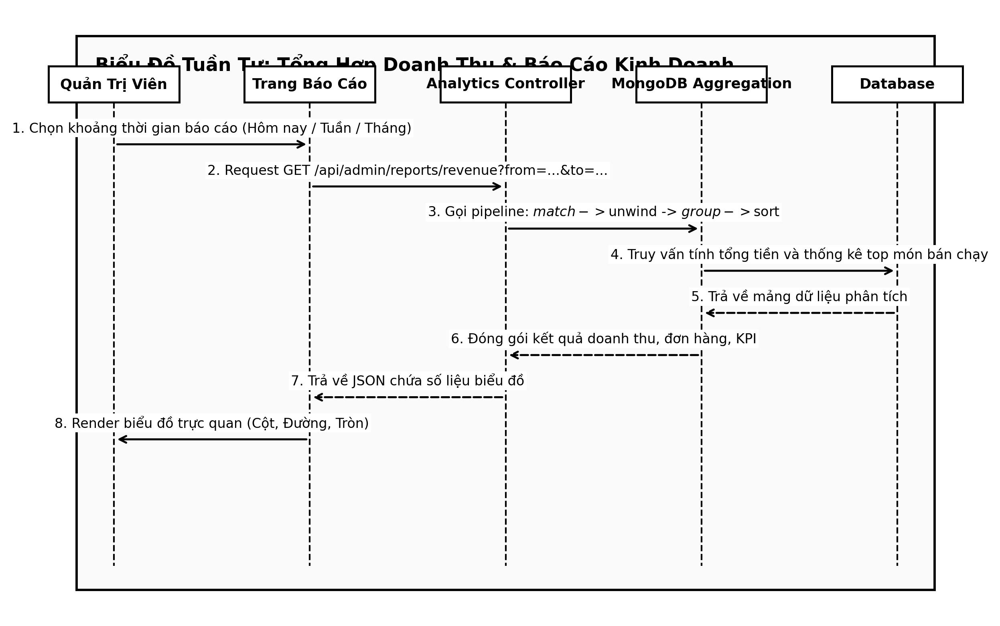 Biểu Đồ Tuần Tự: Tổng Hợp Doanh Thu & Báo Cáo Kinh Doanh
Quản Trị Viên
Trang Báo Cáo
Analytics Controller
MongoDB Aggregation
Database
1. Chọn khoảng thời gian báo cáo (Hôm nay / Tuần / Tháng)
2. Request GET /api/admin/reports/revenue?from=...&to=...
3. Gọi pipeline: match - > unwind -> group - > sort
4. Truy vấn tính tổng tiền và thống kê top món bán chạy
5. Trả về mảng dữ liệu phân tích
6. Đóng gói kết quả doanh thu, đơn hàng, KPI
7. Trả về JSON chứa số liệu biểu đồ
8. Render biểu đồ trực quan (Cột, Đường, Tròn)